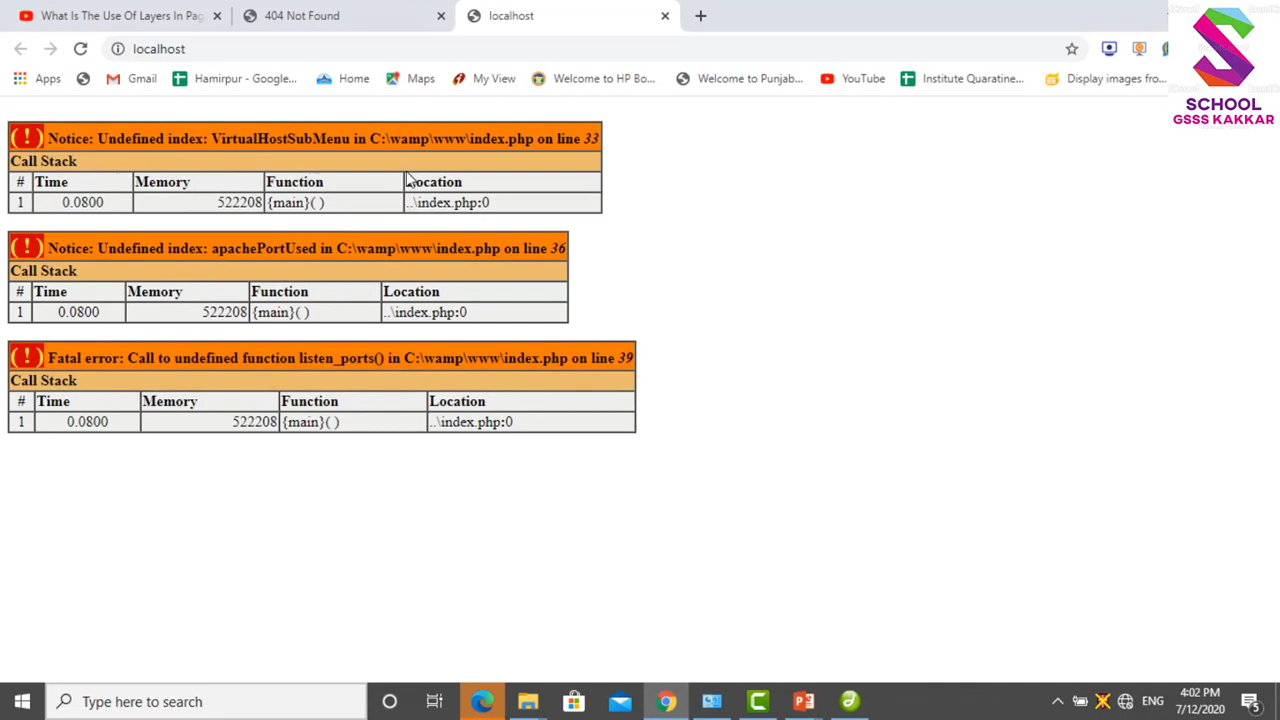 What Is The Use Of Layers In Pag
404 Not Found
localhost
localhost
Apps
Gmail
Hamirpur - Google...
Home
Maps
My View
Welcome to HP Bo...
Welcome to Punjab...
YouTube
Institute Quaratine...
Display images fro
SCHOOL
GSSS KAKKAR
( ! ) Notice: Undefined index: VirtualHostSubMenu in C:\wamp\www\index.php on line 33
Call Stack
# Time Memory Function Location
1 0.0800 522208 {main}( ) ..\index.php:0
( ! ) Notice: Undefined index: apachePortUsed in C:\wamp\www\index.php on line 36
Call Stack
# Time Memory Function Location
1 0.0800 522208 {main}( ) ..\index.php:0
( ! ) Fatal error: Call to undefined function listen_ports() in C:\wamp\www\index.php on line 39
Call Stack
# Time Memory Function Location
1 0.0800 522208 {main}( ) ..\index.php:0
Type here to search
ENG
4:02 PM
7/12/2020
5